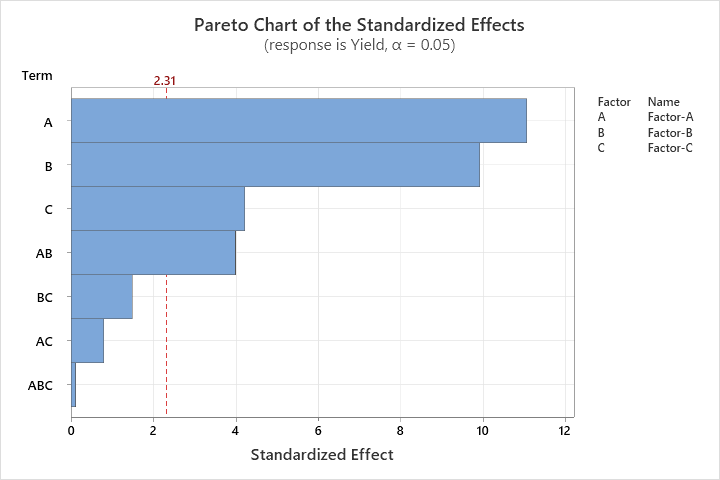 Pareto Chart of the Standardized Effects
(response is Yield, α = 0.05)
Term
2.31
A
B
C
AB
BC
AC
ABC
0 2 4 6 8 10 12
Standardized Effect
Factor Name
A Factor-A
B Factor-B
C Factor-C